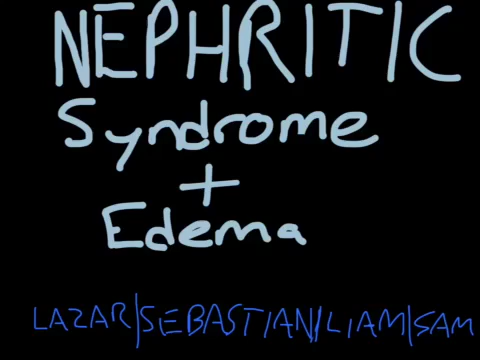 NEPHRITIC
Syndrome
+
Edema
LAZAR|SEBASTIAN|LIAM|SAM